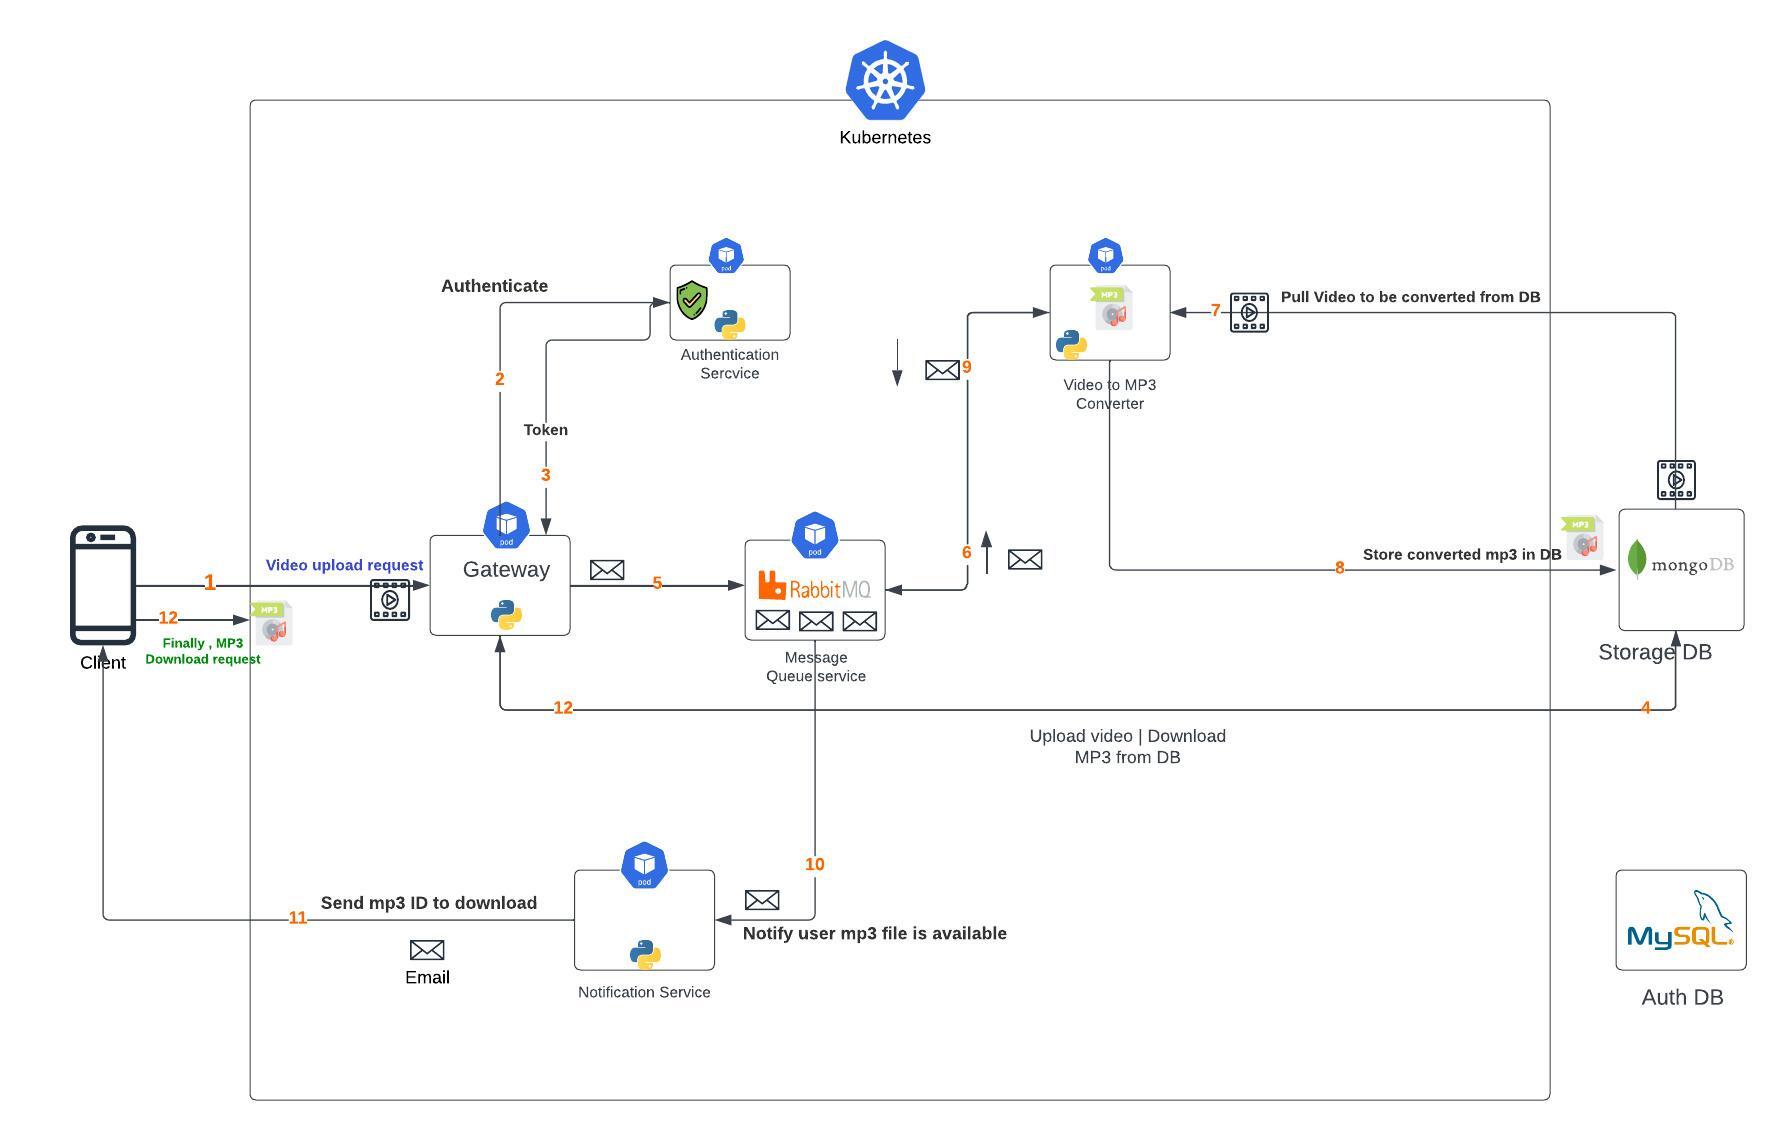 Kubernetes
pod
Authenticate
Authentication
Sercvice
2
Token
3
pod
MP3
Video to MP3
Converter
7
Pull Video to be converted from DB
9
6
Client
1
Video upload request
12
MP3
Finally , MP3
Download request
pod
Gateway
5
pod
RabbitMQ
Message
Queue service
8
Store converted mp3 in DB
MP3
mongoDB
Storage DB
12
4
Upload video | Download
MP3 from DB
10
pod
Notification Service
Notify user mp3 file is available
11
Send mp3 ID to download
Email
MySQL®
Auth DB